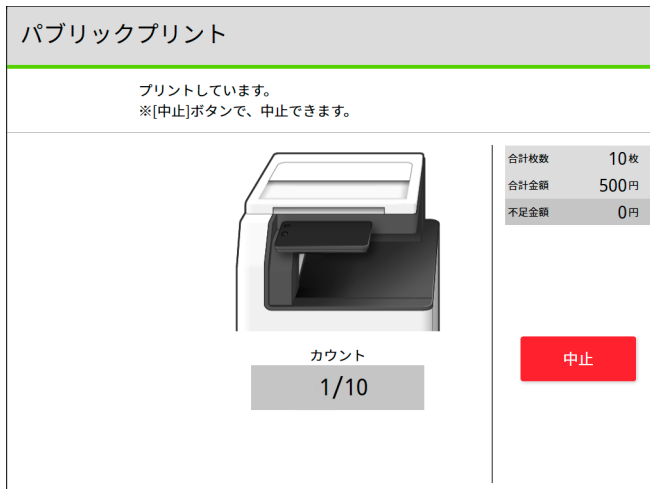 パブリックプリント
プリントしています。
※[中止]ボタンで、中止できます。
合計枚数 10枚
合計金額 500円
不足金額 0円
カウント
1/10
中止